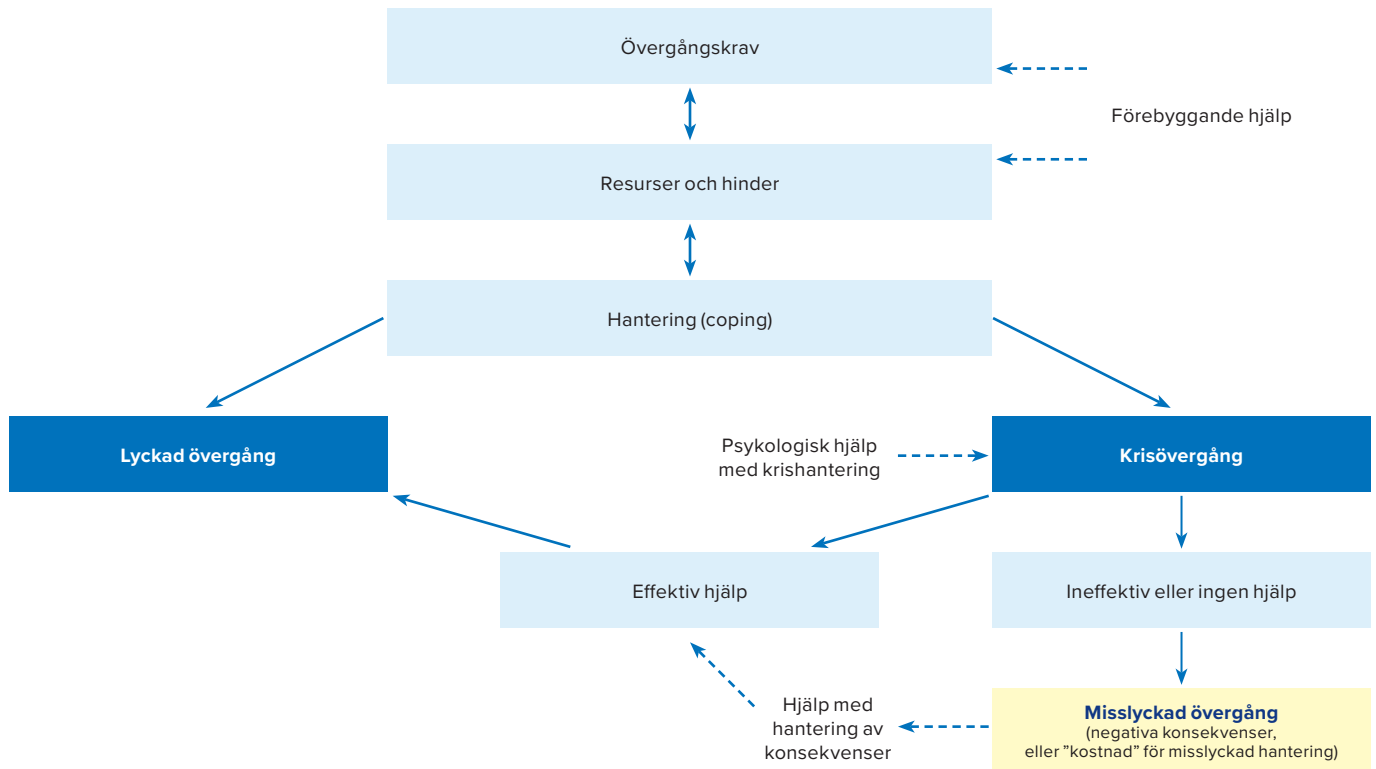 Övergångskrav
Förebyggande hjälp
Resurser och hinder
Hantering (coping)
Lyckad övergång
Psykologisk hjälp
med krishantering
Krisövergång
Effektiv hjälp
Ineffektiv eller ingen hjälp
Hjälp med
hantering av
konsekvenser
Misslyckad övergång
(negativa konsekvenser,
eller ”kostnad” för misslyckad hantering)